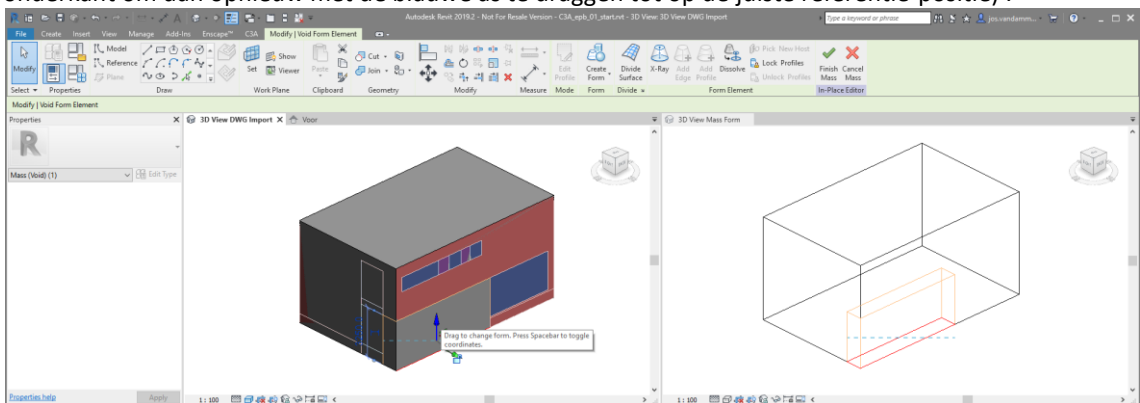 onderkant om aan opnieuw met de blauwe as te draggen tot op de juiste referentie-positie) .
Autodesk Revit 2019.2 - Not For Resale Version - C3A_epb_01_start.rvt - 3D View: 3D View DWG Import
Type a keyword or phrase
jos.vandamm...
File Create Insert View Manage Add-Ins Enscape™ C3A Modify | Void Form Element
Modify
Model
Reference
Plane
Set
Show
Viewer
Paste
Cut
Join
Edit Profile
Create Form
Divide Surface
X-Ray
Add Edge
Add Profile
Dissolve
Pick New Host
Lock Profiles
Unlock Profiles
Finish Mass
Cancel Mass
Select Properties Draw Work Plane Clipboard Geometry Modify Measure Mode Form Divide Form Element In-Place Editor
Modify | Void Form Element
Properties
3D View DWG Import
Voor
3D View Mass Form
R
Mass (Void) (1)
Edit Type
Drag to change form. Press Spacebar to toggle
coordinates.
Properties help
Apply
1 : 100
1 : 100